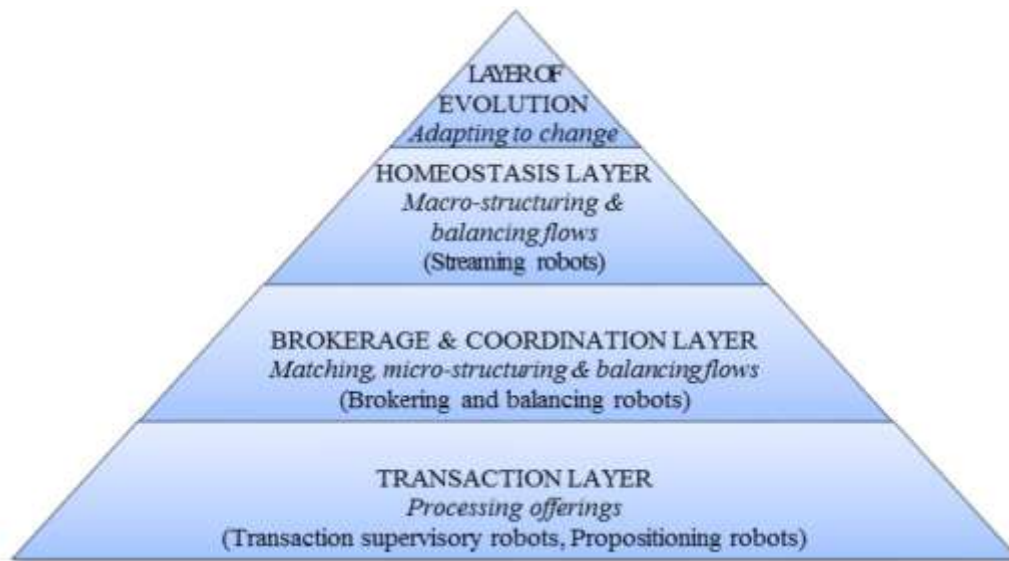 LAYER OF
EVOLUTION
Adapting to change
HOMEOSTASIS LAYER
Macro-structuring &
balancing flows
(Streaming robots)
BROKERAGE & COORDINATION LAYER
Matching, micro-structuring & balancing flows
(Brokering and balancing robots)
TRANSACTION LAYER
Processing offerings
(Transaction supervisory robots, Propositioning robots)